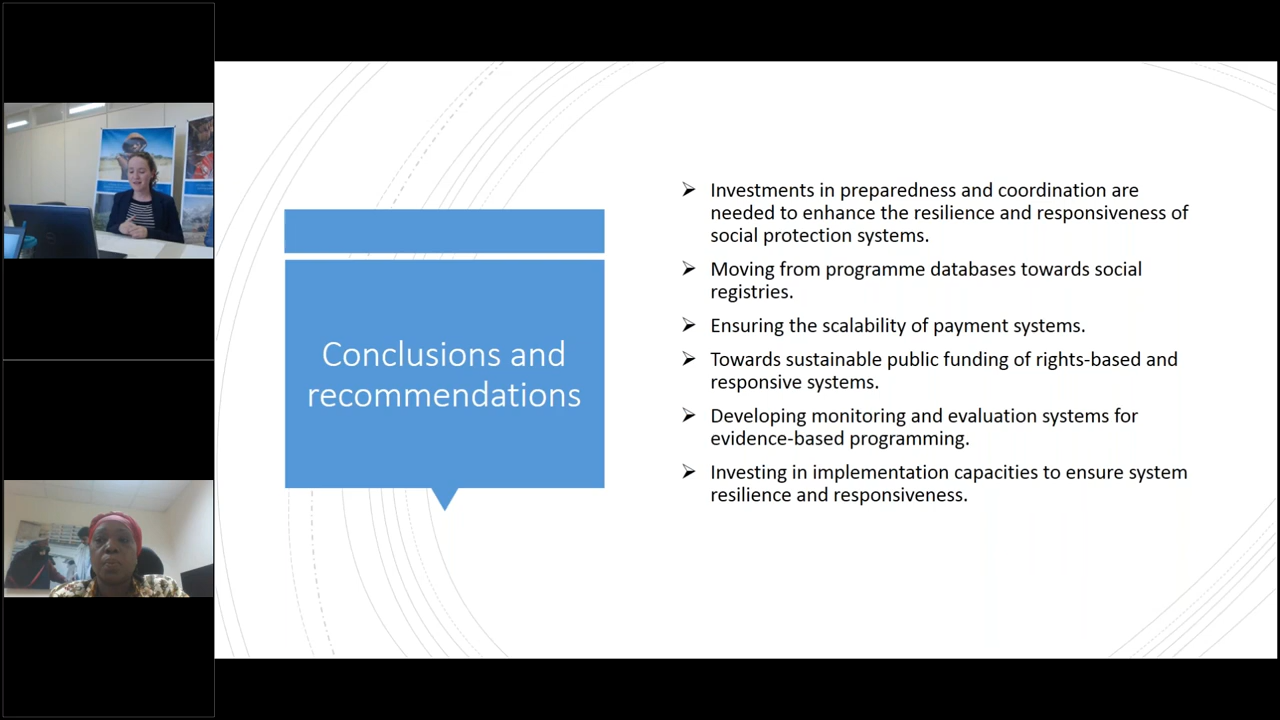 Conclusions and
recommendations
➢ Investments in preparedness and coordination are
needed to enhance the resilience and responsiveness of
social protection systems.
➢ Moving from programme databases towards social
registries.
➢ Ensuring the scalability of payment systems.
➢ Towards sustainable public funding of rights-based and
responsive systems.
➢ Developing monitoring and evaluation systems for
evidence-based programming.
➢ Investing in implementation capacities to ensure system
resilience and responsiveness.